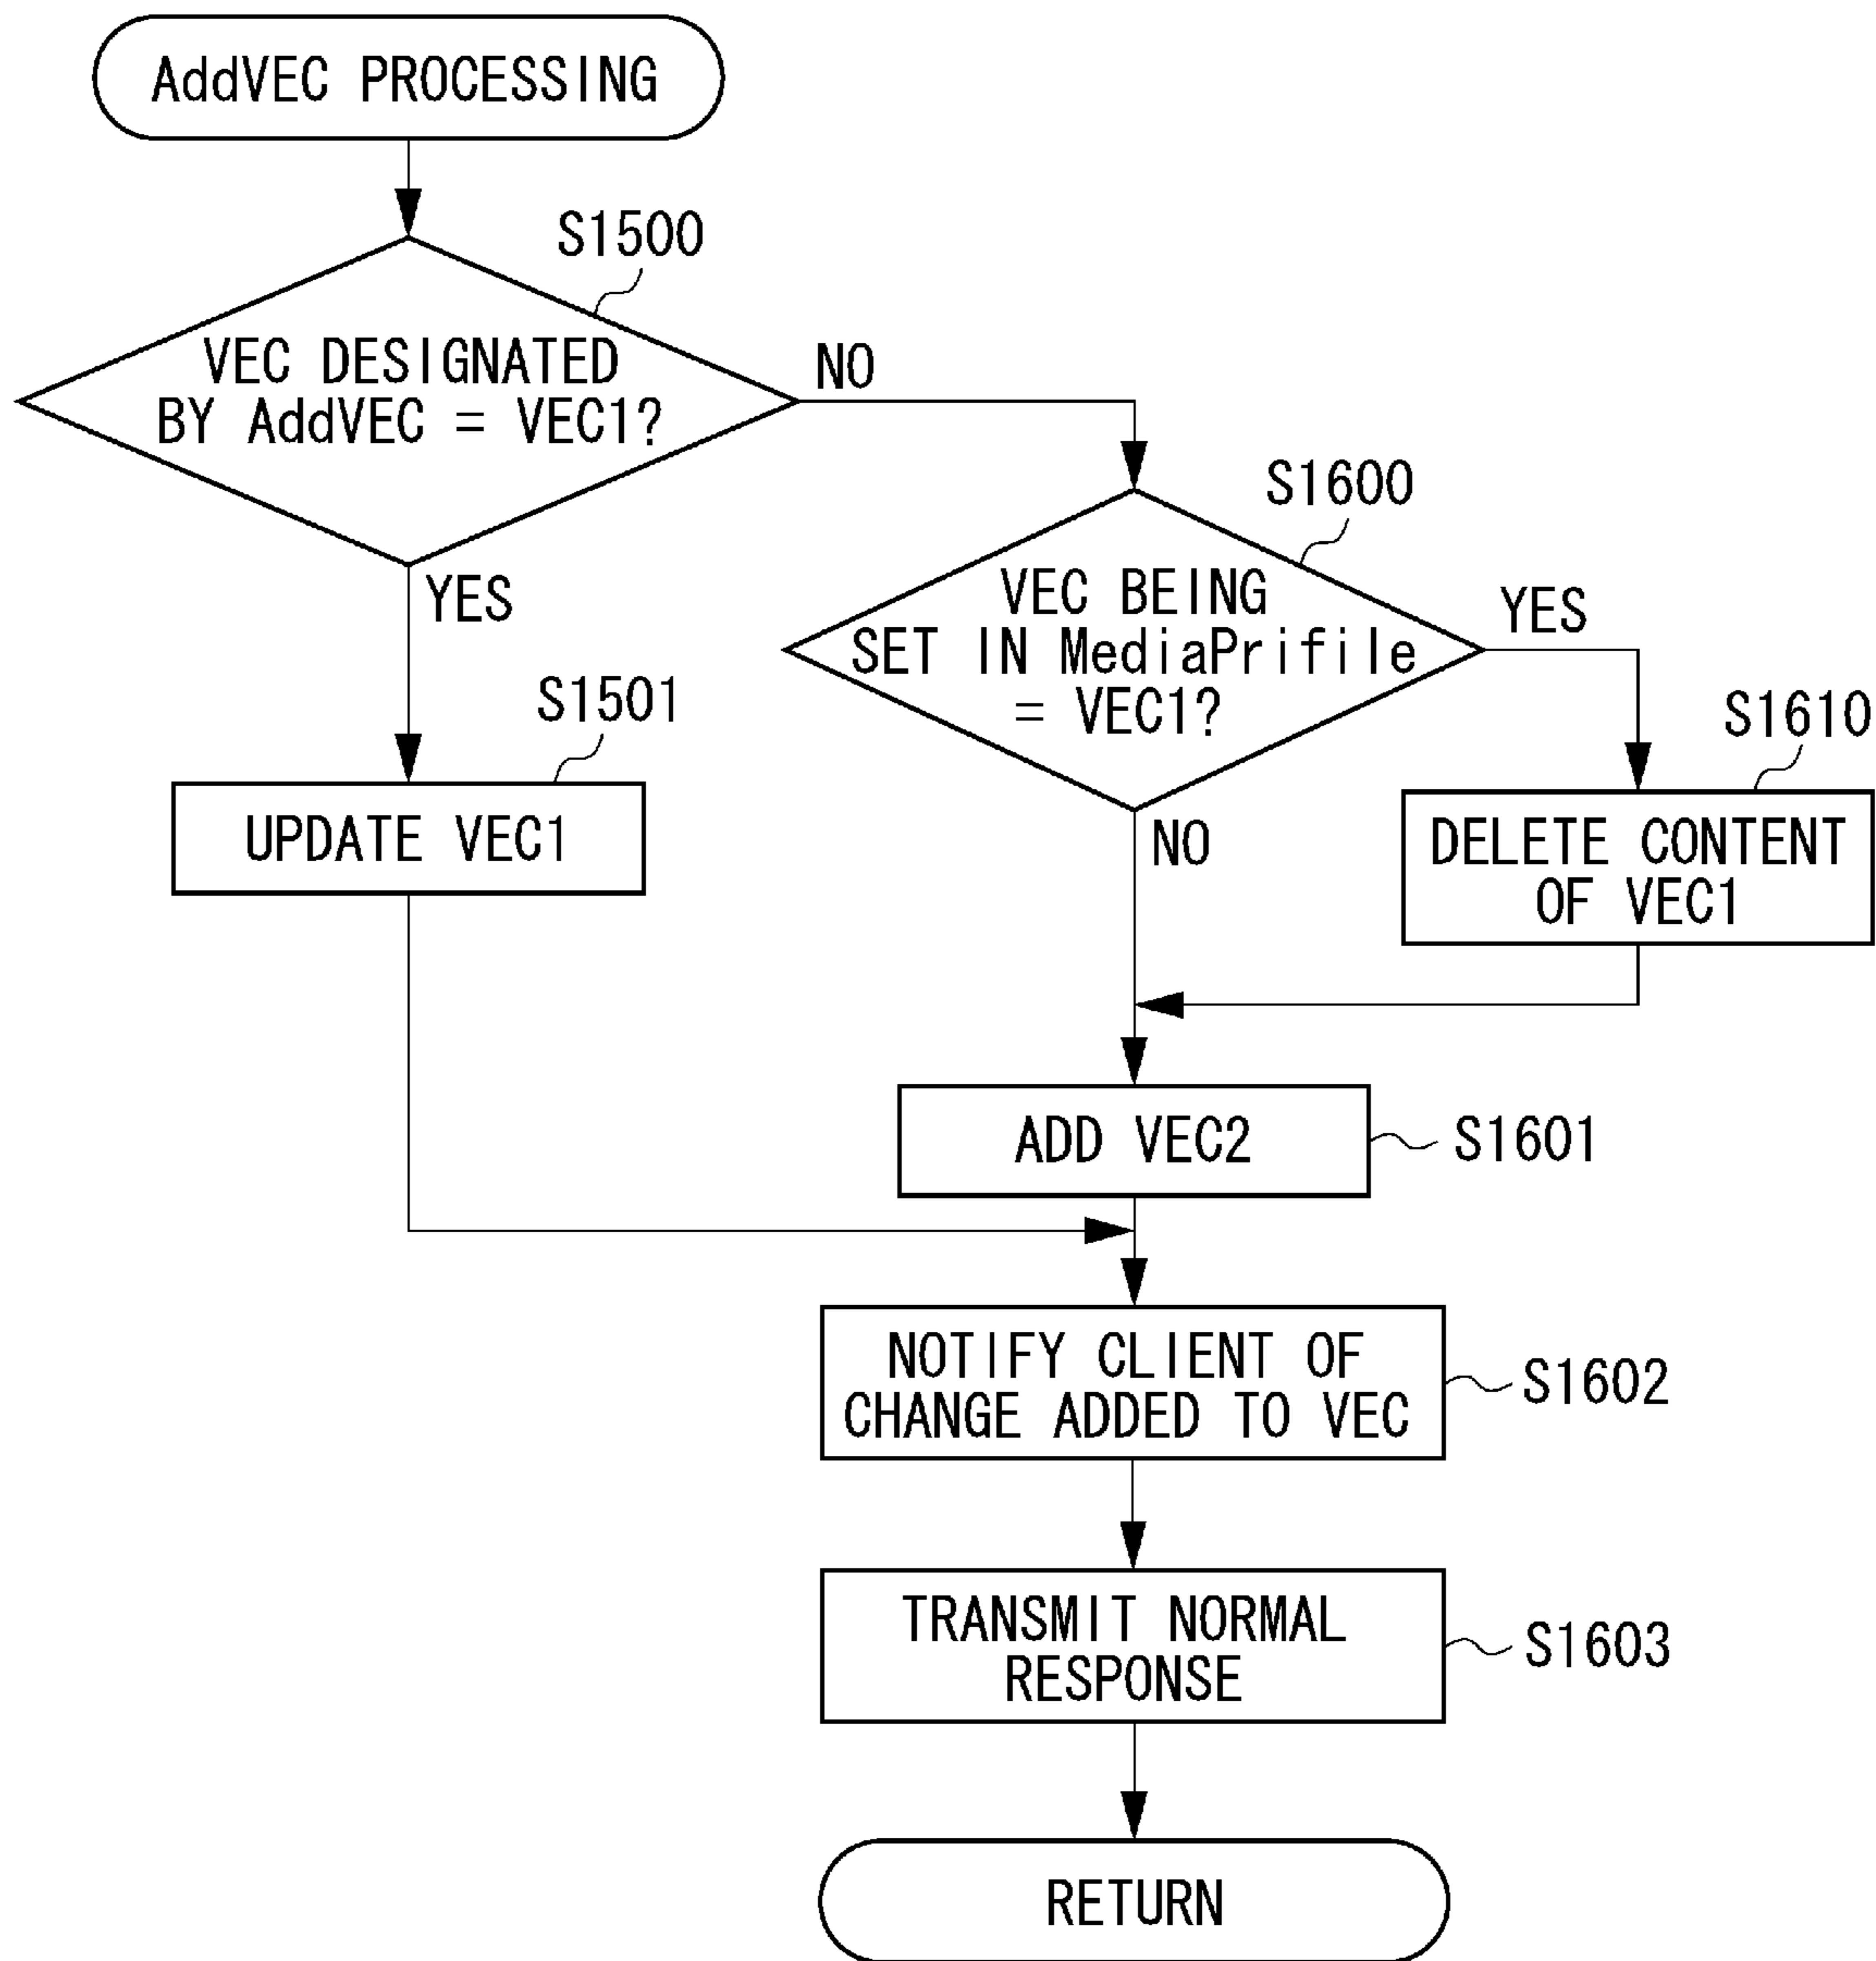 AddVEC PROCESSING
S1500
VEC DESIGNATED
BY AddVEC = VEC1?
NO
YES
S1600
VEC BEING
SET IN MediaPrifile
= VEC1?
YES
NO
S1501
UPDATE VEC1
S1610
DELETE CONTENT
OF VEC1
ADD VEC2
S1601
NOTIFY CLIENT OF
CHANGE ADDED TO VEC
S1602
TRANSMIT NORMAL
RESPONSE
S1603
RETURN